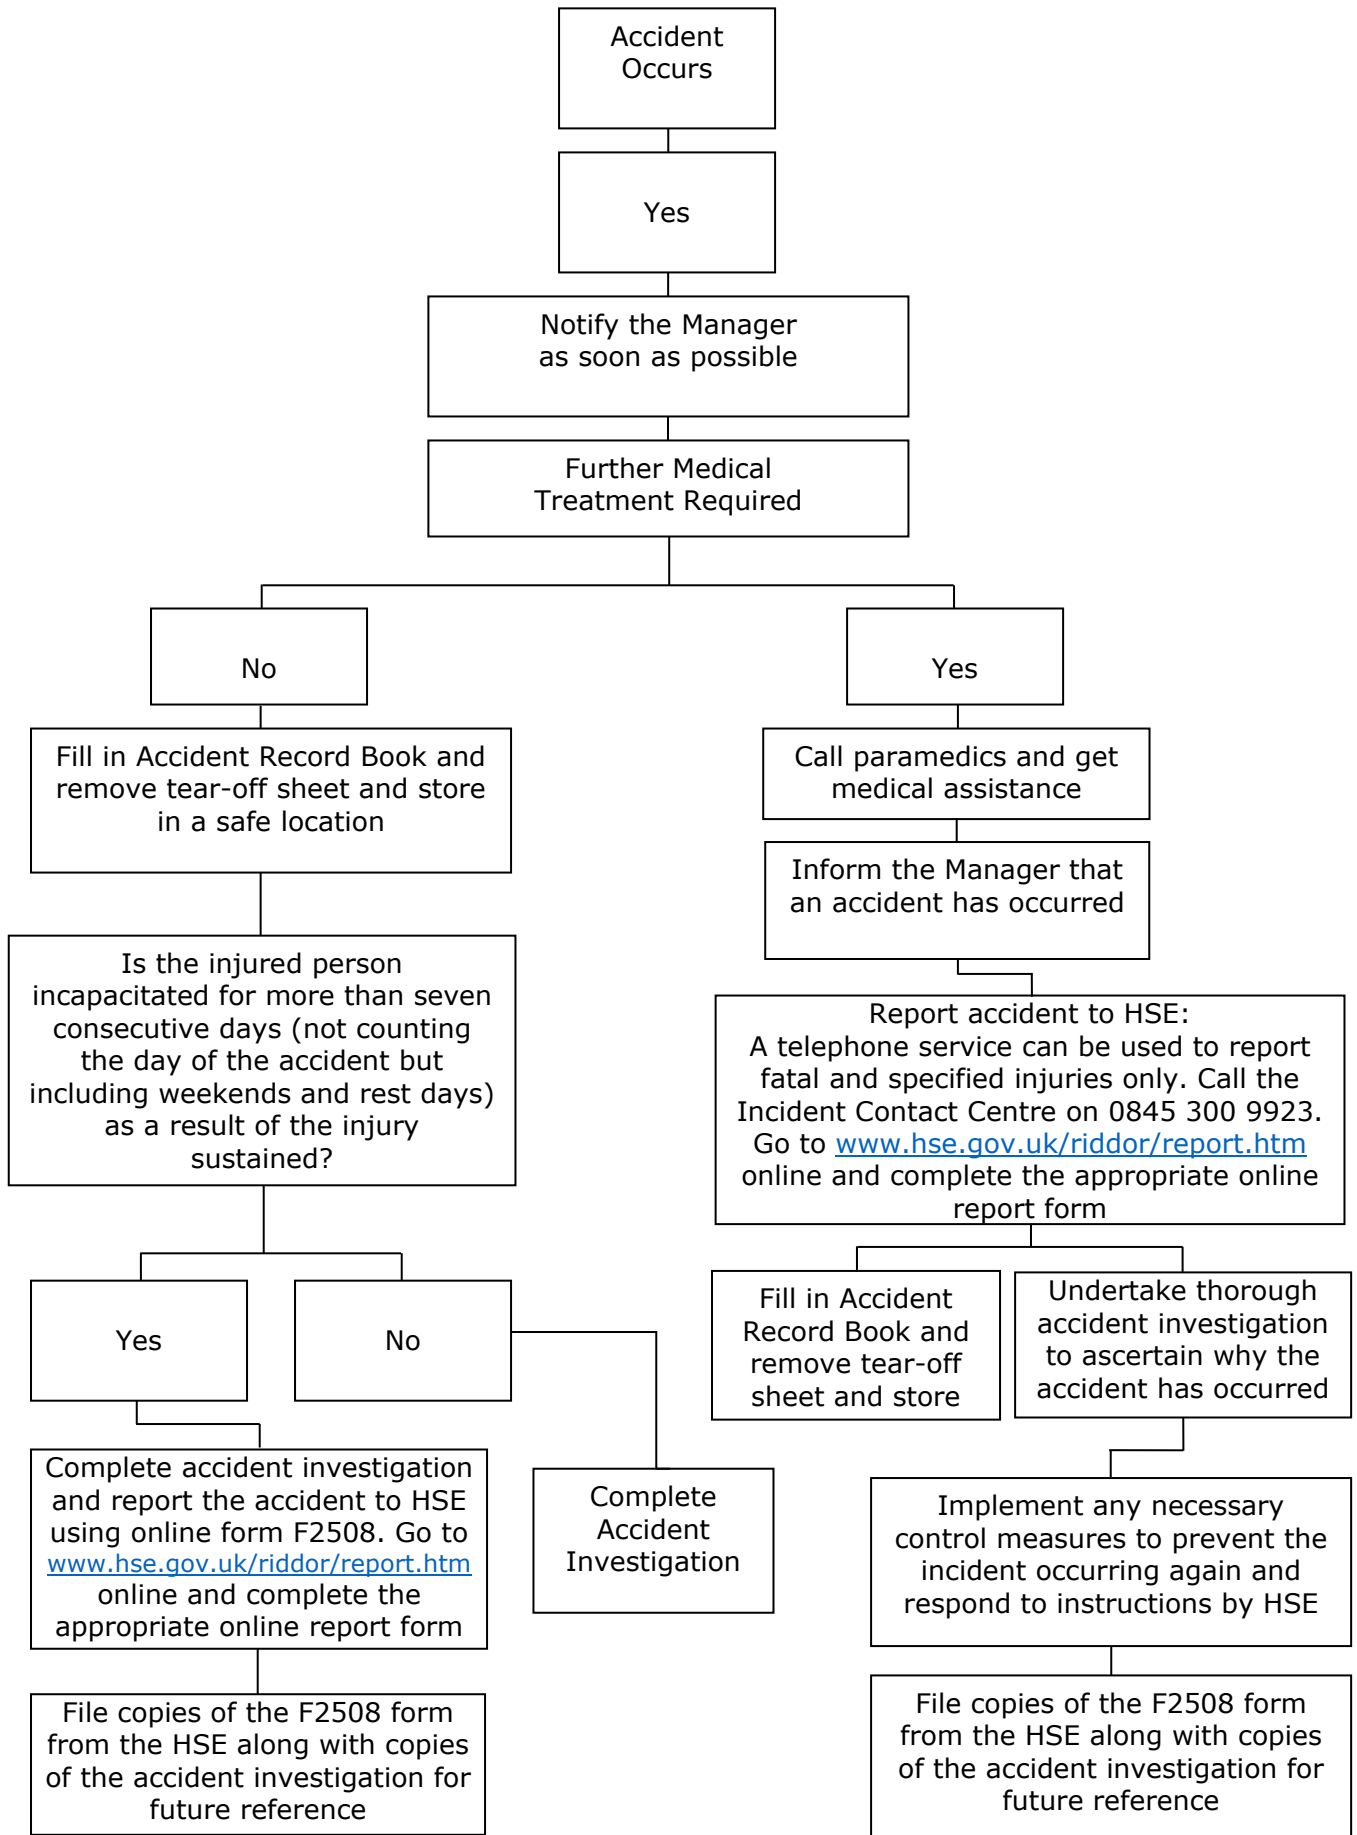 Accident
Occurs
Yes
Notify the Manager
as soon as possible
Further Medical
Treatment Required
No
Yes
Fill in Accident Record Book and
remove tear-off sheet and store
in a safe location
Call paramedics and get
medical assistance
Inform the Manager that
an accident has occurred
Is the injured person
incapacitated for more than seven
consecutive days (not counting
the day of the accident but
including weekends and rest days)
as a result of the injury
sustained?
Report accident to HSE:
A telephone service can be used to report
fatal and specified injuries only. Call the
Incident Contact Centre on 0845 300 9923.
Go to www.hse.gov.uk/riddor/report.htm
online and complete the appropriate online
report form
Yes
No
Fill in Accident
Record Book and
remove tear-off
sheet and store
Undertake thorough
accident investigation
to ascertain why the
accident has occurred
Complete accident investigation
and report the accident to HSE
using online form F2508. Go to
www.hse.gov.uk/riddor/report.htm
online and complete the
appropriate online report form
Complete
Accident
Investigation
Implement any necessary
control measures to prevent the
incident occurring again and
respond to instructions by HSE
File copies of the F2508 form
from the HSE along with copies
of the accident investigation for
future reference
File copies of the F2508 form
from the HSE along with copies
of the accident investigation for
future reference